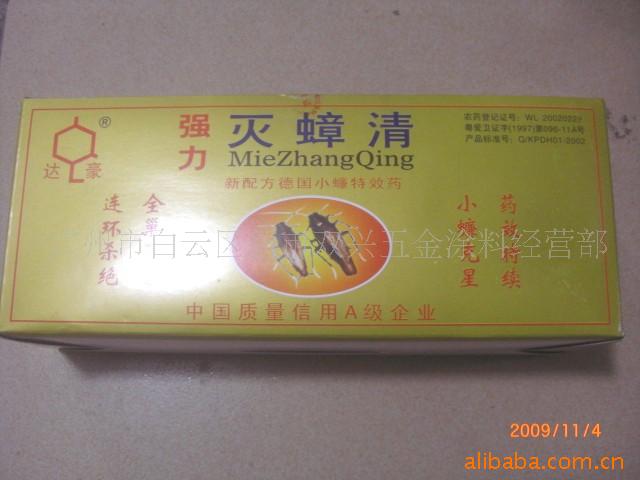 达豪
®
强力
灭蟑清
MieZhangQing
农药登记证号: WL 20020227
粤爱卫证字(1997)第096-11A号
产品标准号: Q/KPDH01-2002
新配方德国小蠊特效药
全巢
连环杀绝
药效持续
小蠊克星
州市白云区 双兴五金涂料经营部
中国质量信用A级企业
2009/11/4
alibaba.com.cn